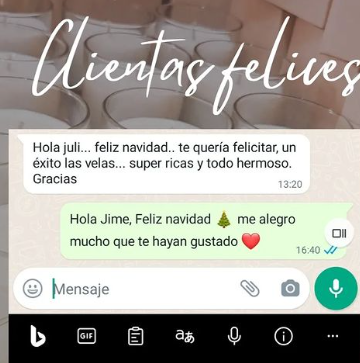 Clientas felices
Hola juli... feliz navidad.. te quería felicitar, un
éxito las velas... super ricas y todo hermoso.
Gracias
13:20
Hola Jime, Feliz navidad 🎄 me alegro
mucho que te hayan gustado ❤️
16:40
Mensaje
GIF